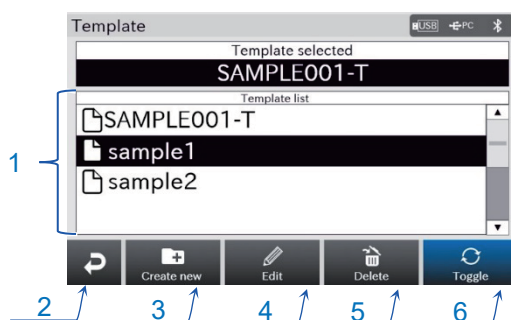 Template
USB PC
Template selected
SAMPLE001-T
Template list
SAMPLE001-T
sample1
sample2
1
Create new Edit Delete Toggle
2 3 4 5 6